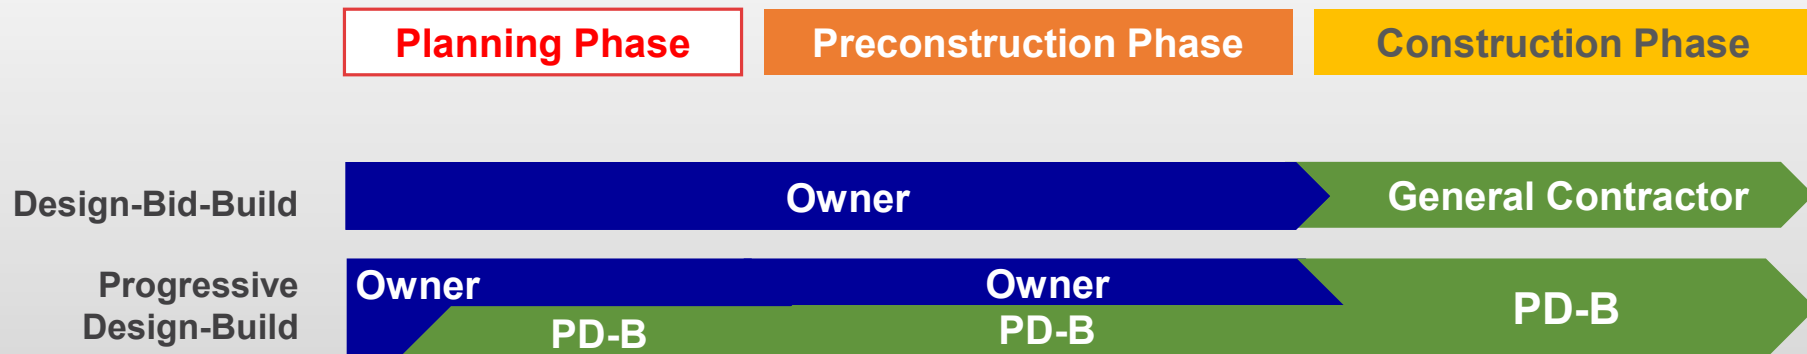 Planning Phase Preconstruction Phase Construction Phase
Design-Bid-Build Owner General Contractor
Progressive
Design-Build
Owner Owner
PD-B PD-B PD-B